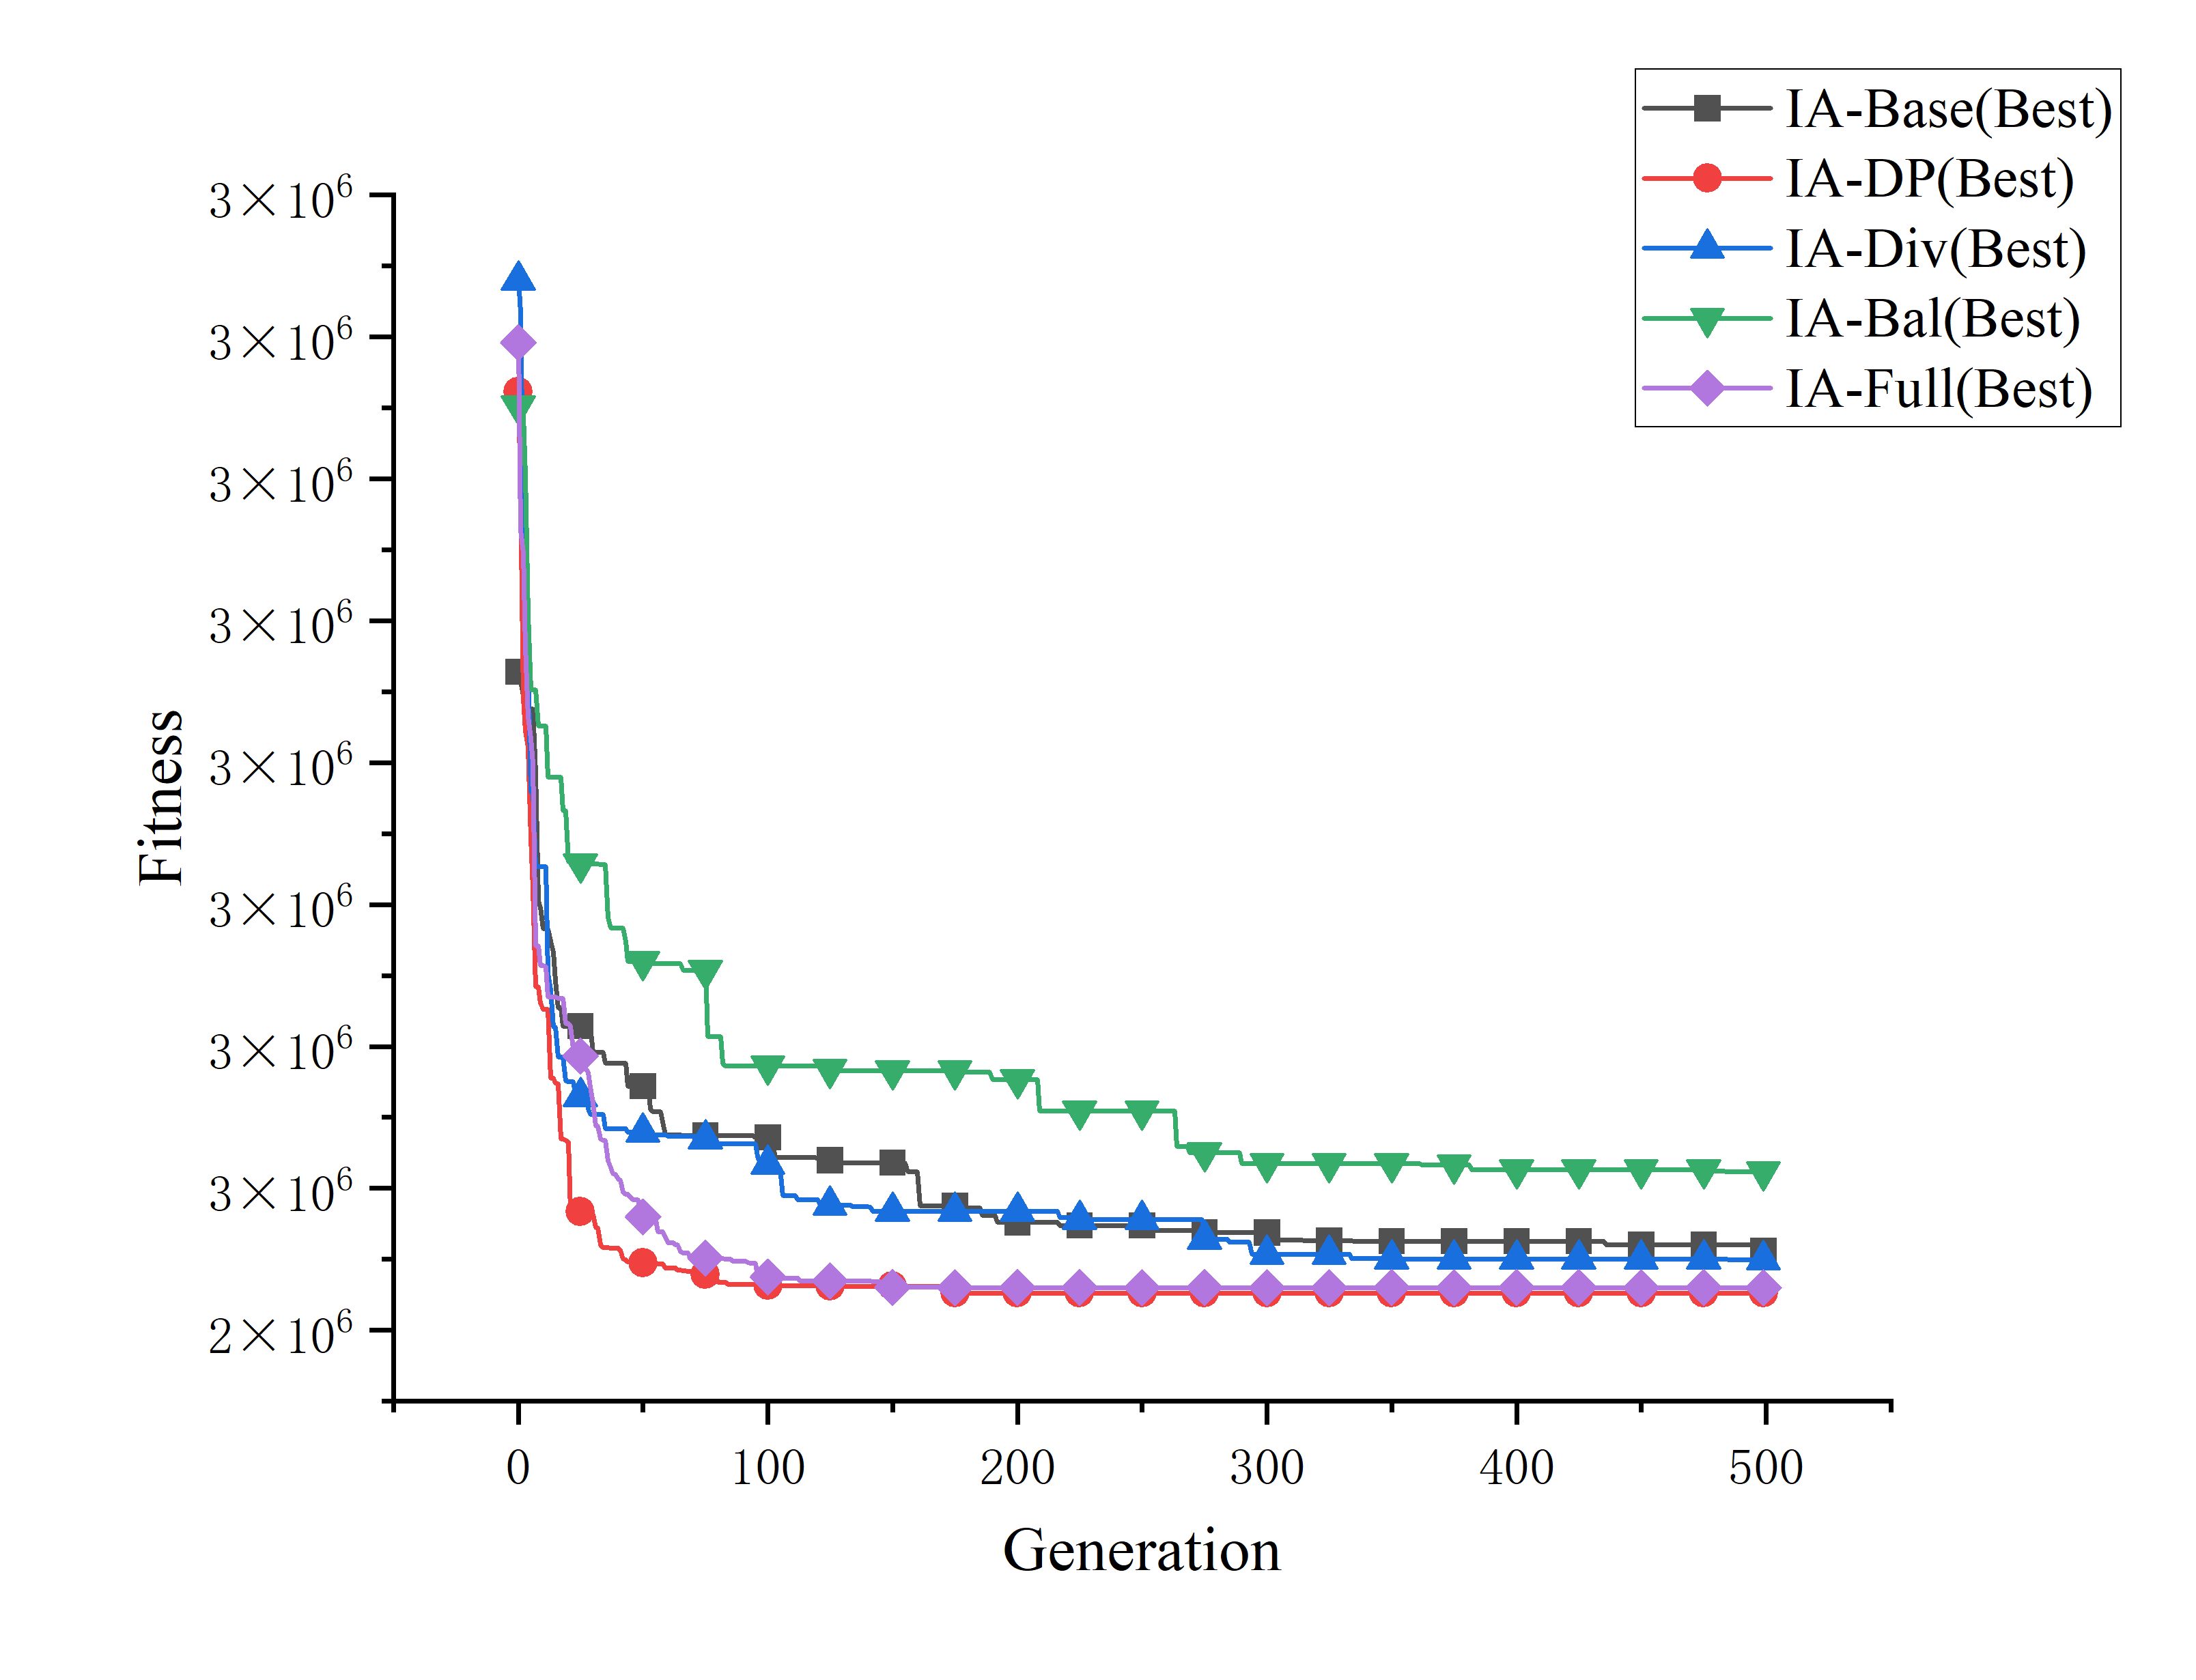 IA-Base(Best)
IA-DP(Best)
IA-Div(Best)
IA-Bal(Best)
IA-Full(Best)
3×10⁶
3×10⁶
3×10⁶
3×10⁶
3×10⁶
3×10⁶
3×10⁶
3×10⁶
2×10⁶
Fitness
0 100 200 300 400 500
Generation